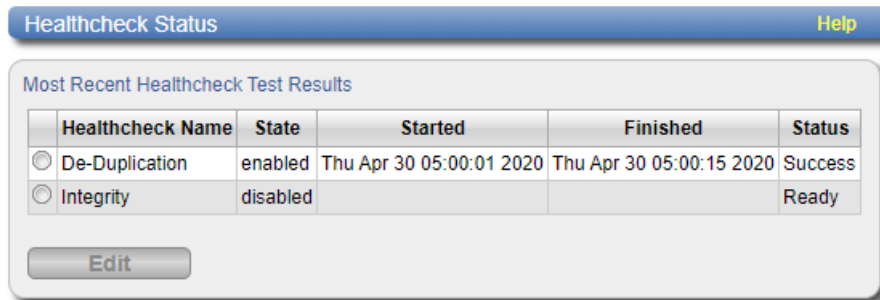 Healthcheck Status Help
Most Recent Healthcheck Test Results
Healthcheck Name State Started Finished Status
De-Duplication enabled Thu Apr 30 05:00:01 2020 Thu Apr 30 05:00:15 2020 Success
Integrity disabled Ready
Edit